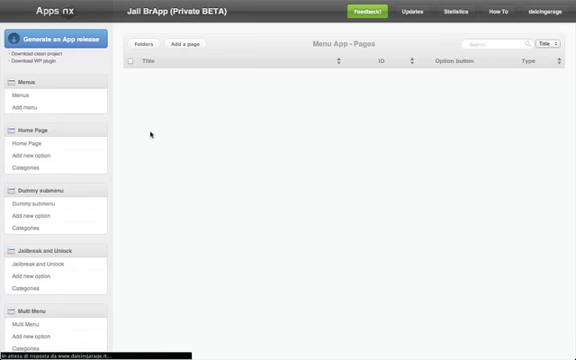 Apps nx
Jail BrApp (Private BETA)
Feedback!
Updates
Statistics
How To
dalcingarage
Generate an App release
- Download clean project
- Download WP plugin
Folders
Add a page
Menu App - Pages
Search...
Title
Title
ID
Option button
Type
Menus
Menus
Add menu
Home Page
Home Page
Add new option
Categories
Dummy submenu
Dummy submenu
Add new option
Categories
Jailbreak and Unlock
Jailbreak and Unlock
Add new option
Categories
Multi Menu
Multi Menu
Add new option
Categories
In attesa di risposta da www.dalcingarage.it...